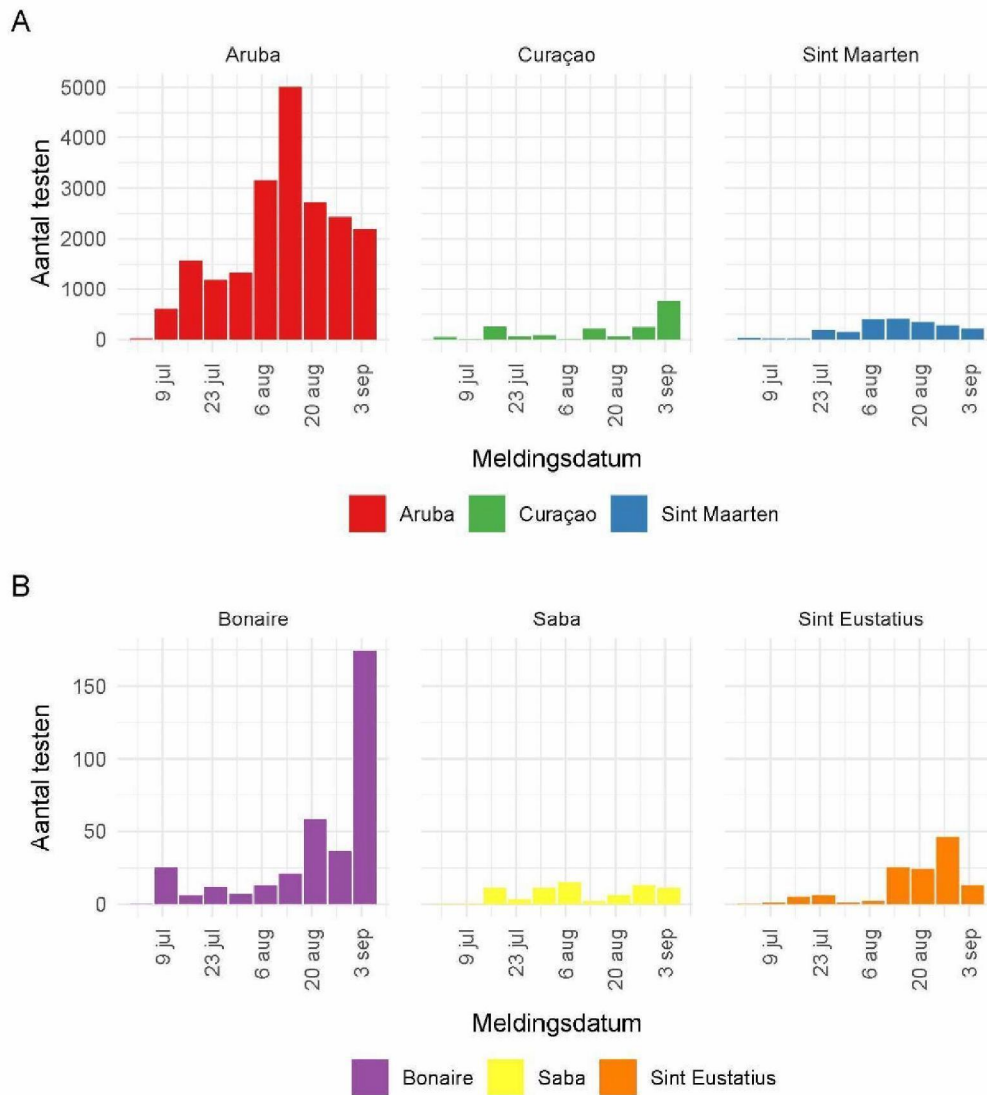 A
Aruba
Curaçao
Sint Maarten
Aantal testen
5000
4000
3000
2000
1000
0
9 jul
23 jul
6 aug
20 aug
3 sep
9 jul
23 jul
6 aug
20 aug
3 sep
9 jul
23 jul
6 aug
20 aug
3 sep
Meldingsdatum
Aruba
Curaçao
Sint Maarten
B
Bonaire
Saba
Sint Eustatius
Aantal testen
150
100
50
0
9 jul
23 jul
6 aug
20 aug
3 sep
9 jul
23 jul
6 aug
20 aug
3 sep
9 jul
23 jul
6 aug
20 aug
3 sep
Meldingsdatum
Bonaire
Saba
Sint Eustatius